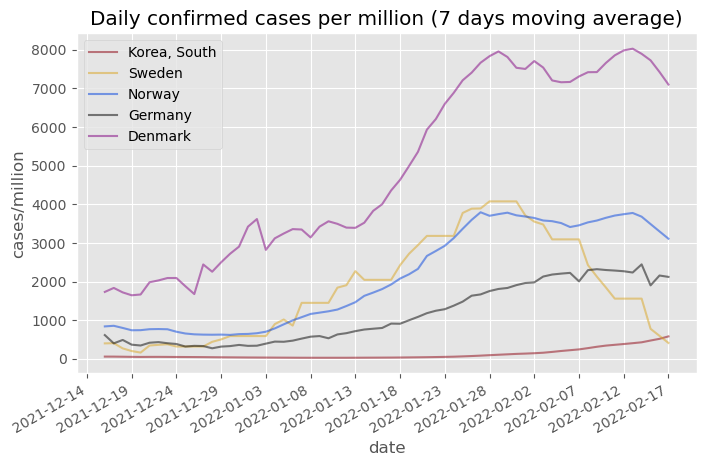 Daily confirmed cases per million (7 days moving average)
Korea, South
Sweden
Norway
Germany
Denmark
8000
7000
6000
5000
4000
3000
2000
1000
0
cases/million
2021-12-14
2021-12-19
2021-12-24
2021-12-29
2022-01-03
2022-01-08
2022-01-13
2022-01-18
2022-01-23
2022-01-28
2022-02-02
2022-02-07
2022-02-12
2022-02-17
date